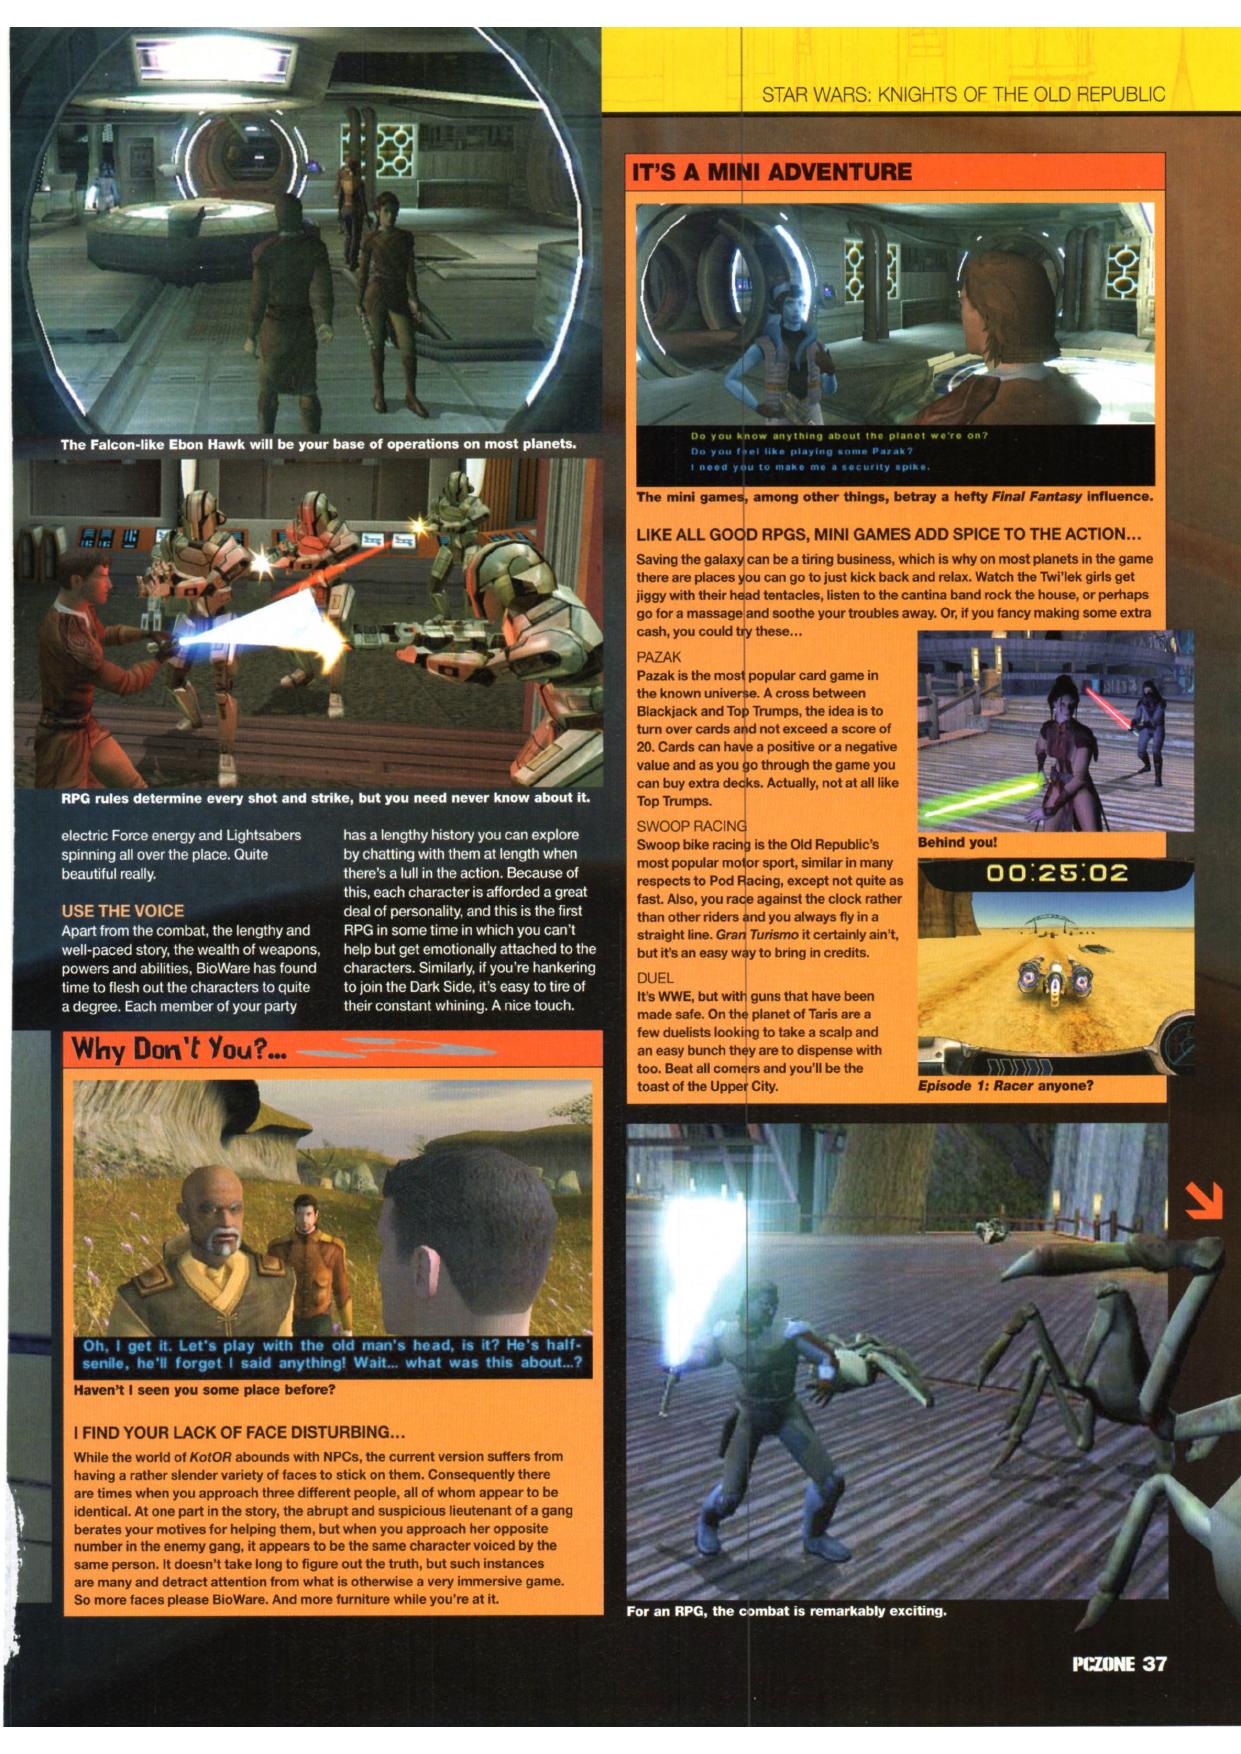 STAR WARS: KNIGHTS OF THE OLD REPUBLIC
The Falcon-like Ebon Hawk will be your base of operations on most planets.
RPG rules determine every shot and strike, but you need never know about it.
electric Force energy and Lightsabers
spinning all over the place. Quite
beautiful really.
USE THE VOICE
Apart from the combat, the lengthy and
well-paced story, the wealth of weapons,
powers and abilities, BioWare has found
time to flesh out the characters to quite
a degree. Each member of your party
has a lengthy history you can explore
by chatting with them at length when
there's a lull in the action. Because of
this, each character is afforded a great
deal of personality, and this is the first
RPG in some time in which you can't
help but get emotionally attached to the
characters. Similarly, if you're hankering
to join the Dark Side, it's easy to tire of
their constant whining. A nice touch.
Why Don't You?...
Oh, I get it. Let's play with the old man's head, is it? He's half-
senile, he'll forget I said anything! Wait... what was this about...?
Haven't I seen you some place before?
I FIND YOUR LACK OF FACE DISTURBING...
While the world of KotOR abounds with NPCs, the current version suffers from
having a rather slender variety of faces to stick on them. Consequently there
are times when you approach three different people, all of whom appear to be
identical. At one part in the story, the abrupt and suspicious lieutenant of a gang
berates your motives for helping them, but when you approach her opposite
number in the enemy gang, it appears to be the same character voiced by the
same person. It doesn't take long to figure out the truth, but such instances
are many and detract attention from what is otherwise a very immersive game.
So more faces please BioWare. And more furniture while you're at it.
IT'S A MINI ADVENTURE
Do you know anything about the planet we're on?
Do you feel like playing some Pazak?
I need you to make me a security spike.
The mini games, among other things, betray a hefty Final Fantasy influence.
LIKE ALL GOOD RPGS, MINI GAMES ADD SPICE TO THE ACTION...
Saving the galaxy can be a tiring business, which is why on most planets in the game
there are places you can go to just kick back and relax. Watch the Twi'lek girls get
jiggy with their head tentacles, listen to the cantina band rock the house, or perhaps
go for a massage and soothe your troubles away. Or, if you fancy making some extra
cash, you could try these...
PAZAK
Pazak is the most popular card game in
the known universe. A cross between
Blackjack and Top Trumps, the idea is to
turn over cards and not exceed a score of
20. Cards can have a positive or a negative
value and as you go through the game you
can buy extra decks. Actually, not at all like
Top Trumps.
SWOOP RACING
Swoop bike racing is the Old Republic's
most popular motor sport, similar in many
respects to Pod Racing, except not quite as
fast. Also, you race against the clock rather
than other riders and you always fly in a
straight line. Gran Turismo it certainly ain't,
but it's an easy way to bring in credits.
DUEL
It's WWE, but with guns that have been
made safe. On the planet of Taris are a
few duelists looking to take a scalp and
an easy bunch they are to dispense with
too. Beat all comers and you'll be the
toast of the Upper City.
Behind you!
00:25:02
Episode 1: Racer anyone?
For an RPG, the combat is remarkably exciting.
PCZONE 37